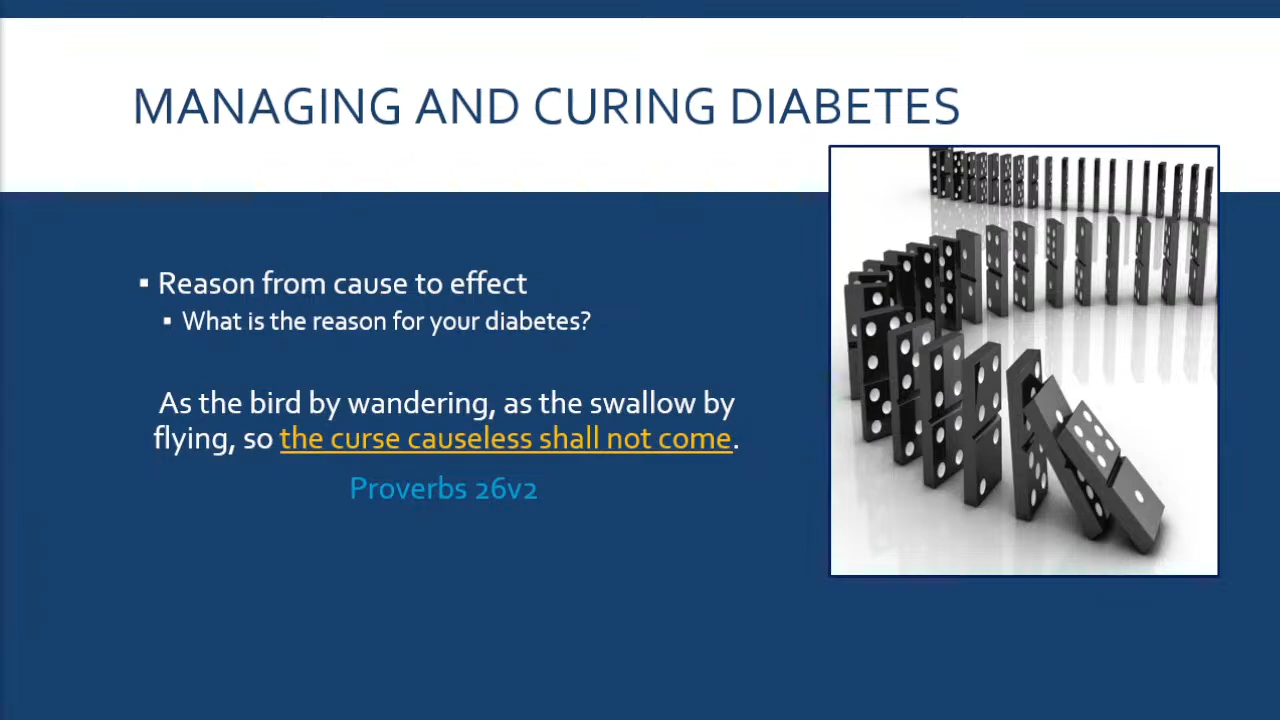 MANAGING AND CURING DIABETES
▪ Reason from cause to effect
▪ What is the reason for your diabetes?
As the bird by wandering, as the swallow by
flying, so the curse causeless shall not come.
Proverbs 26v2